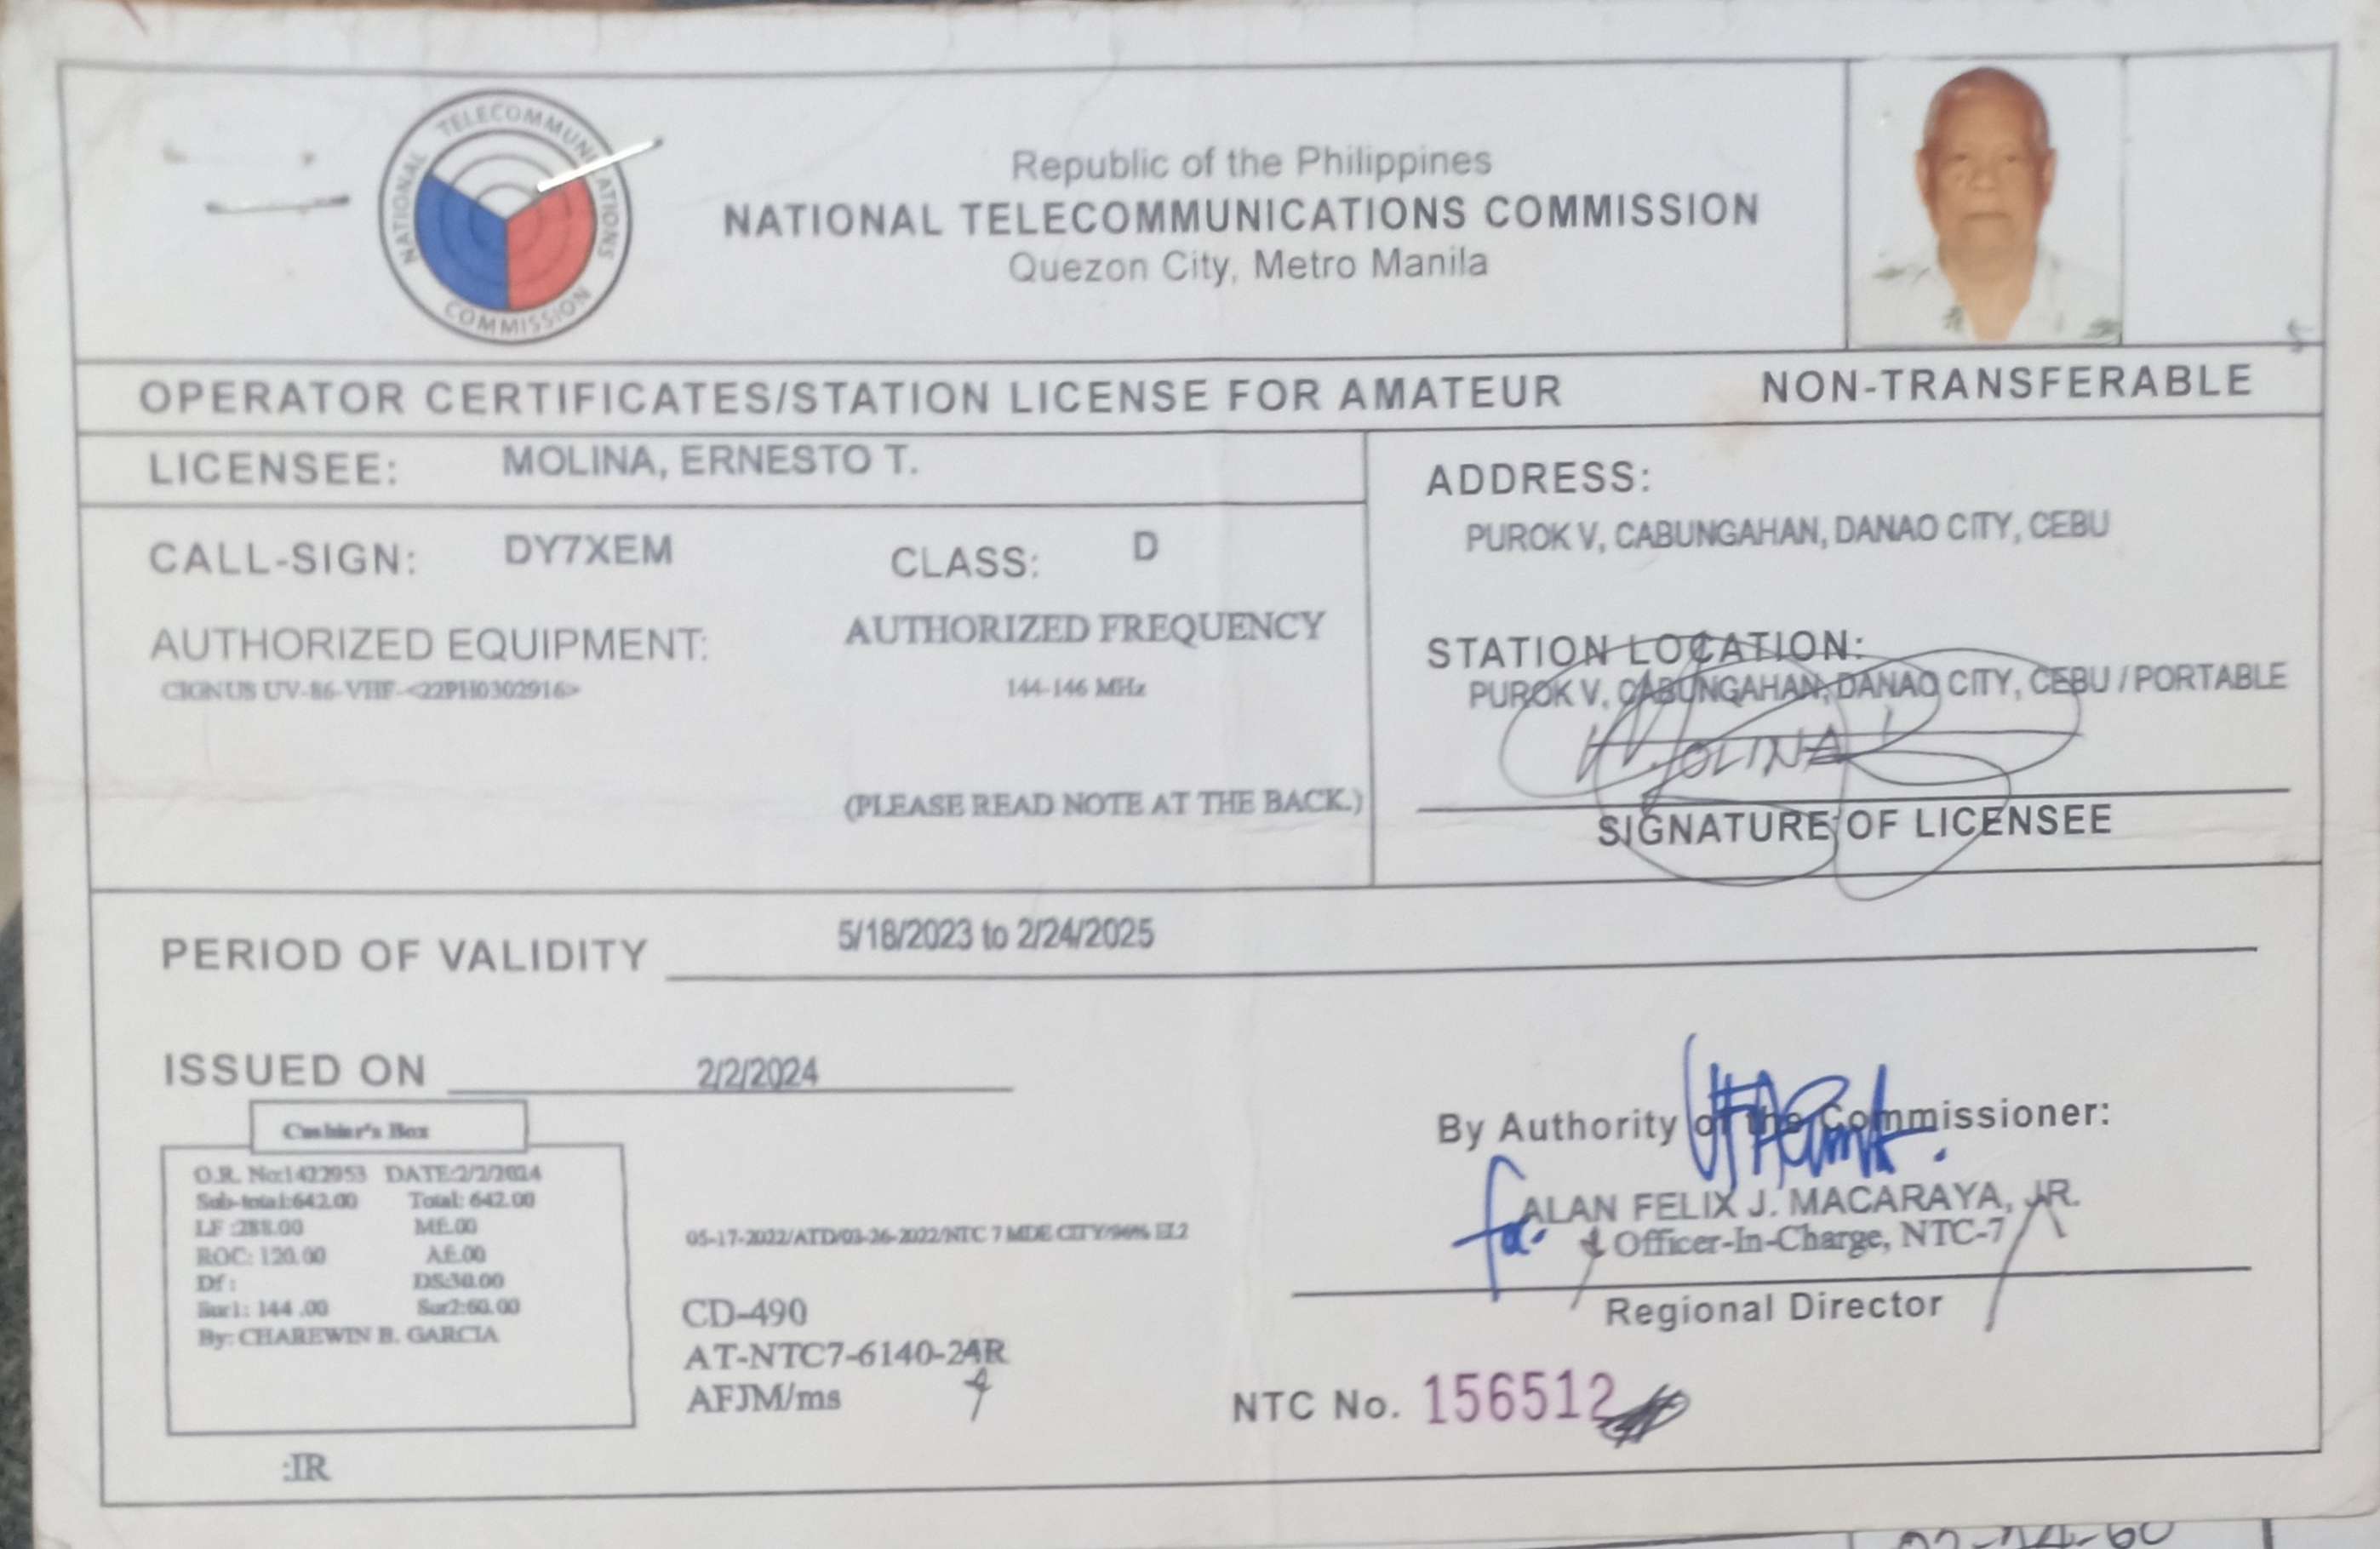 NATIONAL TELECOMMUNICATIONS COMMISSION
Republic of the Philippines
NATIONAL TELECOMMUNICATIONS COMMISSION
Quezon City, Metro Manila
OPERATOR CERTIFICATES/STATION LICENSE FOR AMATEUR NON-TRANSFERABLE
LICENSEE: MOLINA, ERNESTO T.
CALL-SIGN: DY7XEM CLASS: D
AUTHORIZED EQUIPMENT: AUTHORIZED FREQUENCY
CIGNUS UV-86-VHF-<22PH0302916> 144-146 MHz
(PLEASE READ NOTE AT THE BACK.)
ADDRESS:
PUROK V, CABUNGAHAN, DANAO CITY, CEBU
STATION LOCATION:
PUROK V, CABUNGAHAN, DANAO CITY, CEBU / PORTABLE
MOLINA
SIGNATURE OF LICENSEE
PERIOD OF VALIDITY 5/18/2023 to 2/24/2025
ISSUED ON 2/2/2024
Cashier's Box
O.R. No:1422953 DATE:2/2/2024
Sub-total:642.00 Total: 642.00
LF :288.00 MF.00
ROC: 120.00 AF.00
Df : DS:30.00
Sur1: 144 .00 Sur2:60.00
By: CHAREWIN B. GARCIA
:IR
05-17-2022/ATD/03-26-2022/NTC 7 MDE CITY/96% EL2
CD-490
AT-NTC7-6140-24R
AFJM/ms
By Authority of the Commissioner:
for ALAN FELIX J. MACARAYA, JR.
Officer-In-Charge, NTC-7
Regional Director
NTC No. 156512